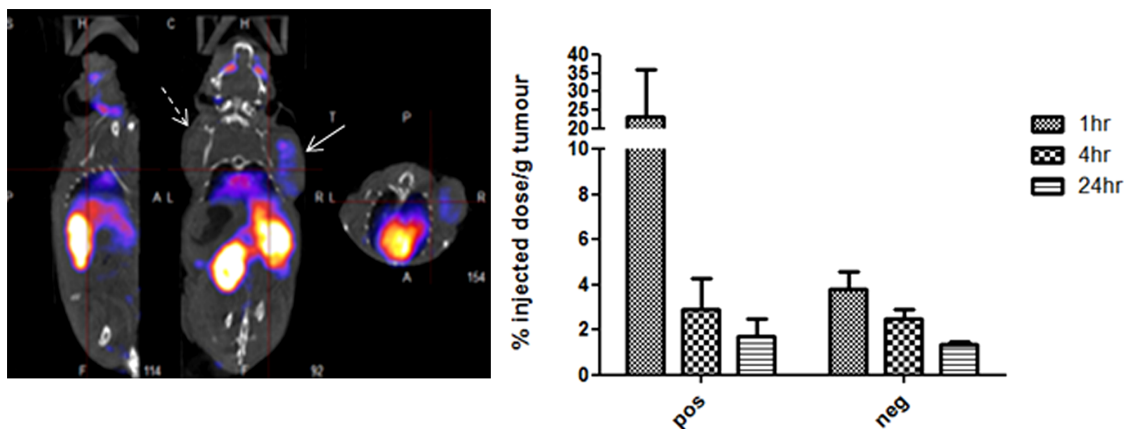 S H C H
T P
P A L R L R
A
F 114 F 92 154
% injected dose/g tumour
40
35
30
25
20
10
8
6
4
2
0
pos neg
1hr
4hr
24hr